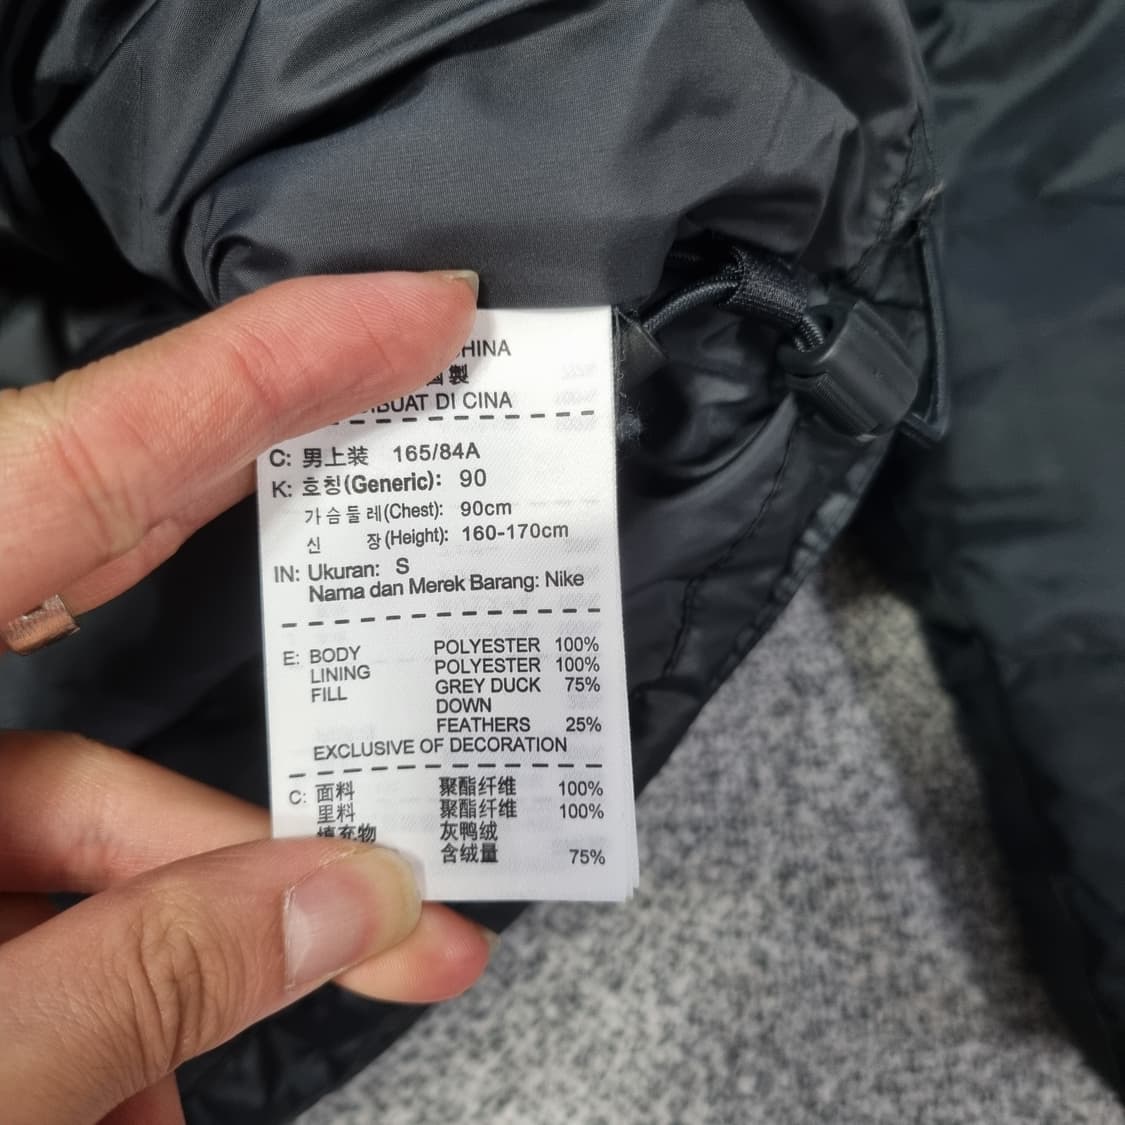 CHINA
國製
DIBUAT DI CINA
C: 男上装 165/84A
K: 호칭(Generic): 90
가슴둘레(Chest): 90cm
신 장(Height): 160-170cm
IN: Ukuran: S
Nama dan Merek Barang: Nike
E: BODY POLYESTER 100%
LINING POLYESTER 100%
FILL GREY DUCK 75%
DOWN
FEATHERS 25%
EXCLUSIVE OF DECORATION
C: 面料 聚酯纤维 100%
里料 聚酯纤维 100%
填充物 灰鸭绒
含绒量 75%